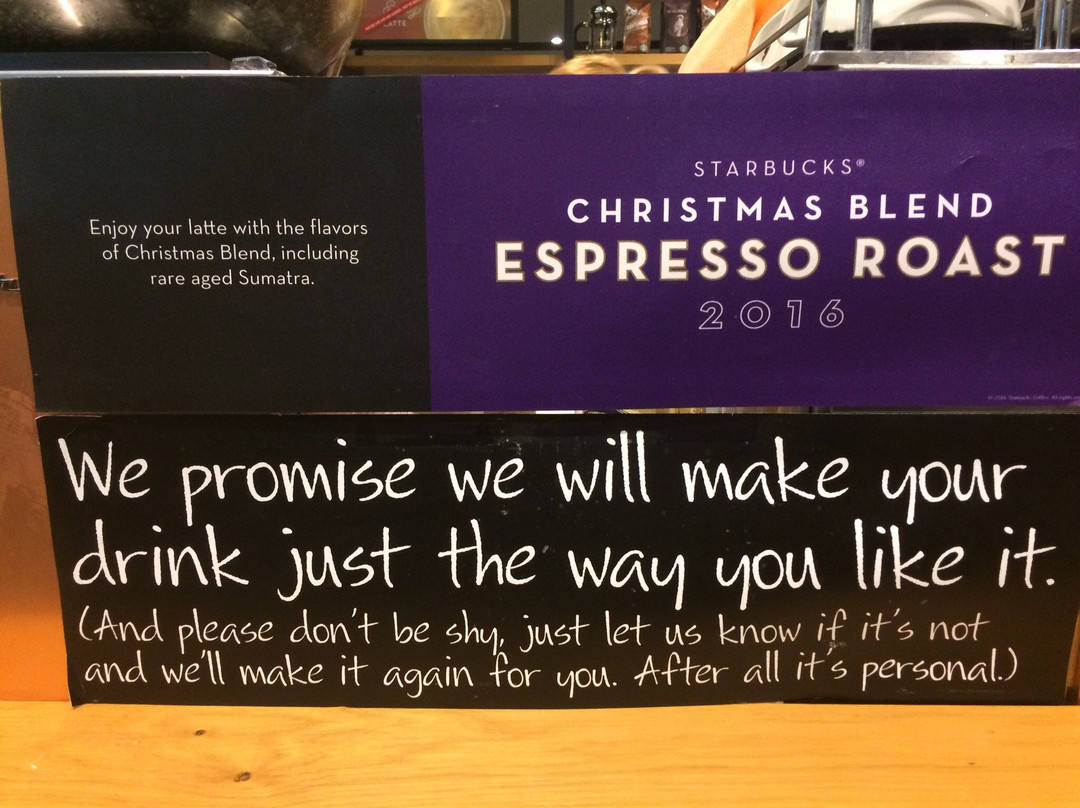 LATTE
Enjoy your latte with the flavors
of Christmas Blend, including
rare aged Sumatra.
STARBUCKS®
CHRISTMAS BLEND
ESPRESSO ROAST
2016
We promise we will make your
drink just the way you like it.
(And please don't be shy, just let us know if it's not
and we'll make it again for you. After all it's personal.)